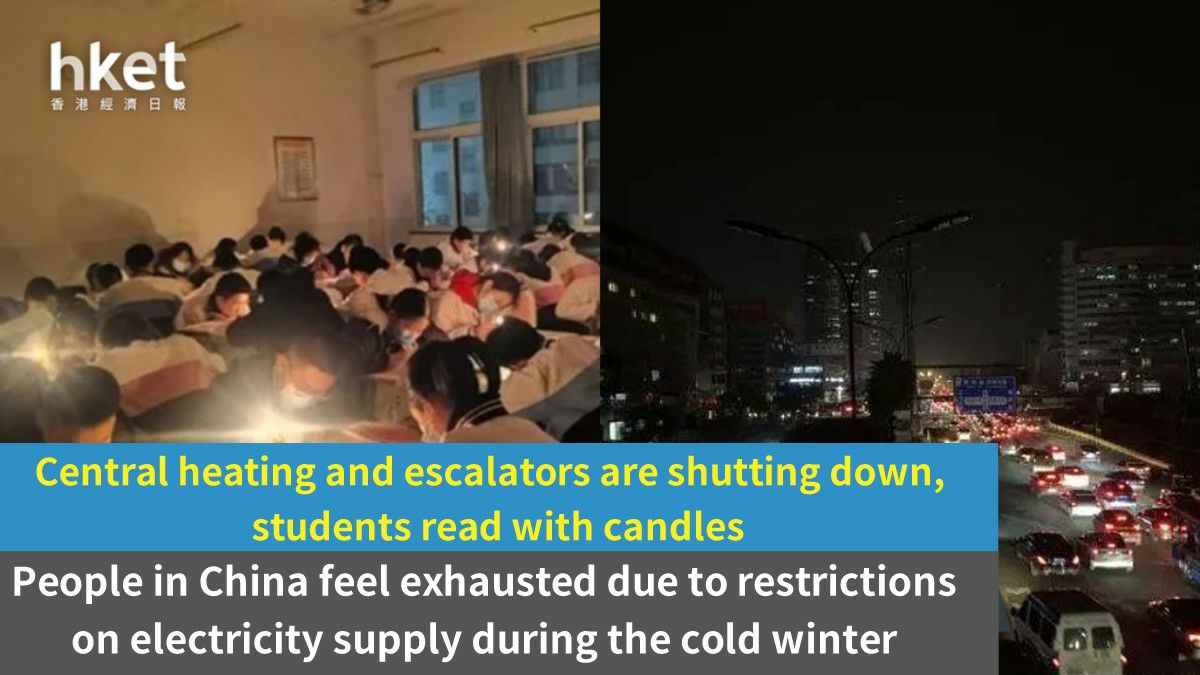 hket
香港經濟日報
Central heating and escalators are shutting down,
students read with candles
People in China feel exhausted due to restrictions
on electricity supply during the cold winter